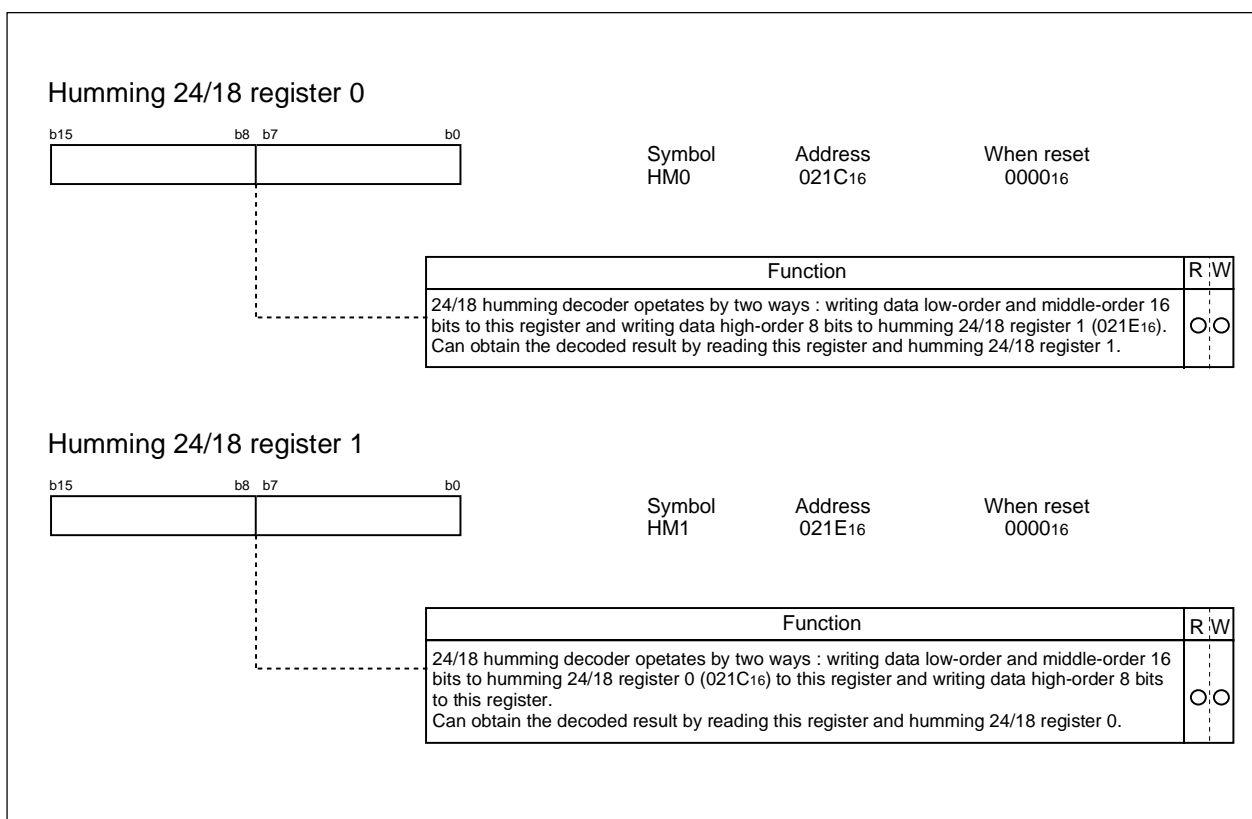 Humming 24/18 register 0
b15 b8 b7 b0
Symbol Address When reset
HM0 021C16 000016
Function R W
24/18 humming decoder opetates by two ways : writing data low-order and middle-order 16
bits to this register and writing data high-order 8 bits to humming 24/18 register 1 (021E16).
Can obtain the decoded result by reading this register and humming 24/18 register 1.
Humming 24/18 register 1
b15 b8 b7 b0
Symbol Address When reset
HM1 021E16 000016
Function R W
24/18 humming decoder opetates by two ways : writing data low-order and middle-order 16
bits to humming 24/18 register 0 (021C16) to this register and writing data high-order 8 bits
to this register.
Can obtain the decoded result by reading this register and humming 24/18 register 0.